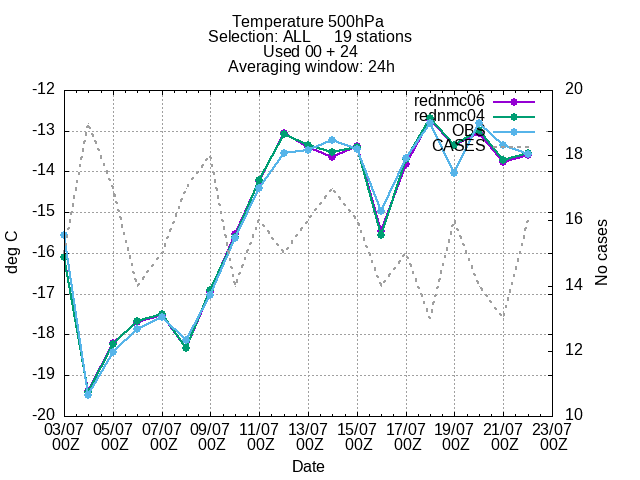 Temperature 500hPa
Selection: ALL 19 stations
Used 00 + 24
Averaging window: 24h
-12
-13
-14
-15
-16
-17
-18
-19
-20
20
18
16
14
12
10
deg C
No cases
rednmc06
rednmc04
OBS
CASES
03/07 05/07 07/07 09/07 11/07 13/07 15/07 17/07 19/07 21/07 23/07
00Z 00Z 00Z 00Z 00Z 00Z 00Z 00Z 00Z 00Z 00Z
Date